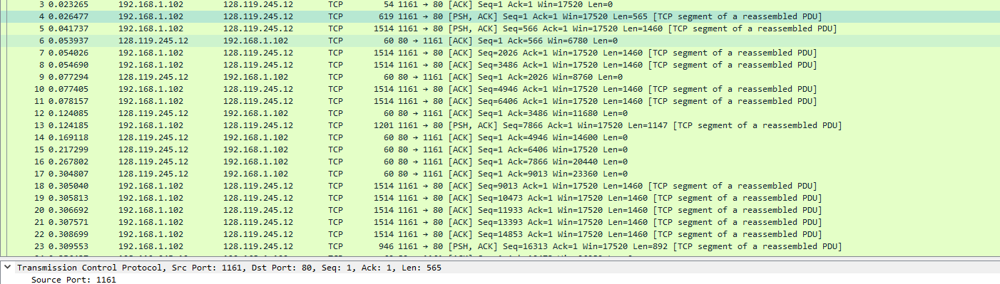 3 0.023265 192.168.1.102 128.119.245.12 TCP 54 1161 → 80 [ACK] Seq=1 Ack=1 Win=17520 Len=0
4 0.026477 192.168.1.102 128.119.245.12 TCP 619 1161 → 80 [PSH, ACK] Seq=1 Ack=1 Win=17520 Len=565 [TCP segment of a reassembled PDU]
5 0.041737 192.168.1.102 128.119.245.12 TCP 1514 1161 → 80 [PSH, ACK] Seq=566 Ack=1 Win=17520 Len=1460 [TCP segment of a reassembled PDU]
6 0.053937 128.119.245.12 192.168.1.102 TCP 60 80 → 1161 [ACK] Seq=1 Ack=566 Win=6780 Len=0
7 0.054026 192.168.1.102 128.119.245.12 TCP 1514 1161 → 80 [ACK] Seq=2026 Ack=1 Win=17520 Len=1460 [TCP segment of a reassembled PDU]
8 0.054690 192.168.1.102 128.119.245.12 TCP 1514 1161 → 80 [ACK] Seq=3486 Ack=1 Win=17520 Len=1460 [TCP segment of a reassembled PDU]
9 0.077294 128.119.245.12 192.168.1.102 TCP 60 80 → 1161 [ACK] Seq=1 Ack=2026 Win=8760 Len=0
10 0.077405 192.168.1.102 128.119.245.12 TCP 1514 1161 → 80 [ACK] Seq=4946 Ack=1 Win=17520 Len=1460 [TCP segment of a reassembled PDU]
11 0.078157 192.168.1.102 128.119.245.12 TCP 1514 1161 → 80 [ACK] Seq=6406 Ack=1 Win=17520 Len=1460 [TCP segment of a reassembled PDU]
12 0.124085 128.119.245.12 192.168.1.102 TCP 60 80 → 1161 [ACK] Seq=1 Ack=3486 Win=11680 Len=0
13 0.124185 192.168.1.102 128.119.245.12 TCP 1201 1161 → 80 [PSH, ACK] Seq=7866 Ack=1 Win=17520 Len=1147 [TCP segment of a reassembled PDU]
14 0.169118 128.119.245.12 192.168.1.102 TCP 60 80 → 1161 [ACK] Seq=1 Ack=4946 Win=14600 Len=0
15 0.217299 128.119.245.12 192.168.1.102 TCP 60 80 → 1161 [ACK] Seq=1 Ack=6406 Win=17520 Len=0
16 0.267802 128.119.245.12 192.168.1.102 TCP 60 80 → 1161 [ACK] Seq=1 Ack=7866 Win=20440 Len=0
17 0.304807 128.119.245.12 192.168.1.102 TCP 60 80 → 1161 [ACK] Seq=1 Ack=9013 Win=23360 Len=0
18 0.305040 192.168.1.102 128.119.245.12 TCP 1514 1161 → 80 [ACK] Seq=9013 Ack=1 Win=17520 Len=1460 [TCP segment of a reassembled PDU]
19 0.305813 192.168.1.102 128.119.245.12 TCP 1514 1161 → 80 [ACK] Seq=10473 Ack=1 Win=17520 Len=1460 [TCP segment of a reassembled PDU]
20 0.306692 192.168.1.102 128.119.245.12 TCP 1514 1161 → 80 [ACK] Seq=11933 Ack=1 Win=17520 Len=1460 [TCP segment of a reassembled PDU]
21 0.307571 192.168.1.102 128.119.245.12 TCP 1514 1161 → 80 [ACK] Seq=13393 Ack=1 Win=17520 Len=1460 [TCP segment of a reassembled PDU]
22 0.308699 192.168.1.102 128.119.245.12 TCP 1514 1161 → 80 [ACK] Seq=14853 Ack=1 Win=17520 Len=1460 [TCP segment of a reassembled PDU]
23 0.309553 192.168.1.102 128.119.245.12 TCP 946 1161 → 80 [PSH, ACK] Seq=16313 Ack=1 Win=17520 Len=892 [TCP segment of a reassembled PDU]
Transmission Control Protocol, Src Port: 1161, Dst Port: 80, Seq: 1, Ack: 1, Len: 565
Source Port: 1161